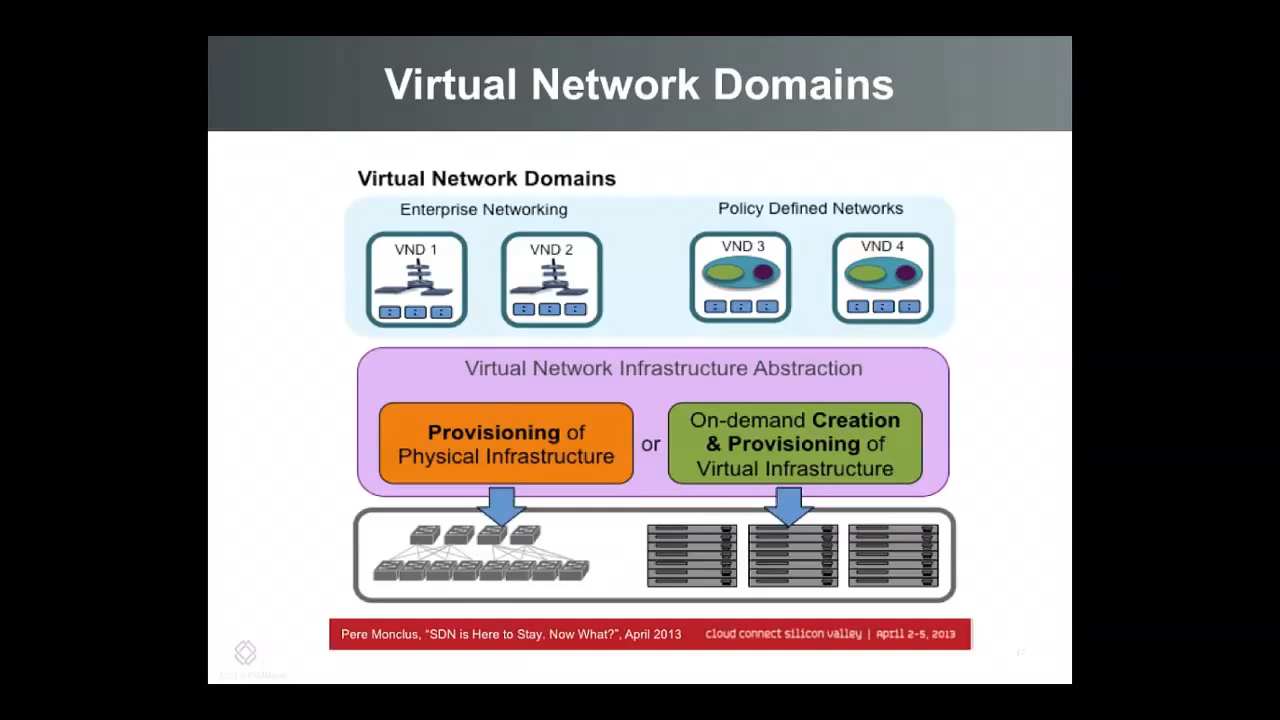 Virtual Network Domains
Virtual Network Domains
Enterprise Networking
Policy Defined Networks
VND 1
VND 2
VND 3
VND 4
Virtual Network Infrastructure Abstraction
Provisioning of
Physical Infrastructure
or
On-demand Creation
& Provisioning of
Virtual Infrastructure
Pere Monclus, “SDN is Here to Stay. Now What?”, April 2013
cloud connect silicon valley | April 2-5, 2013
17